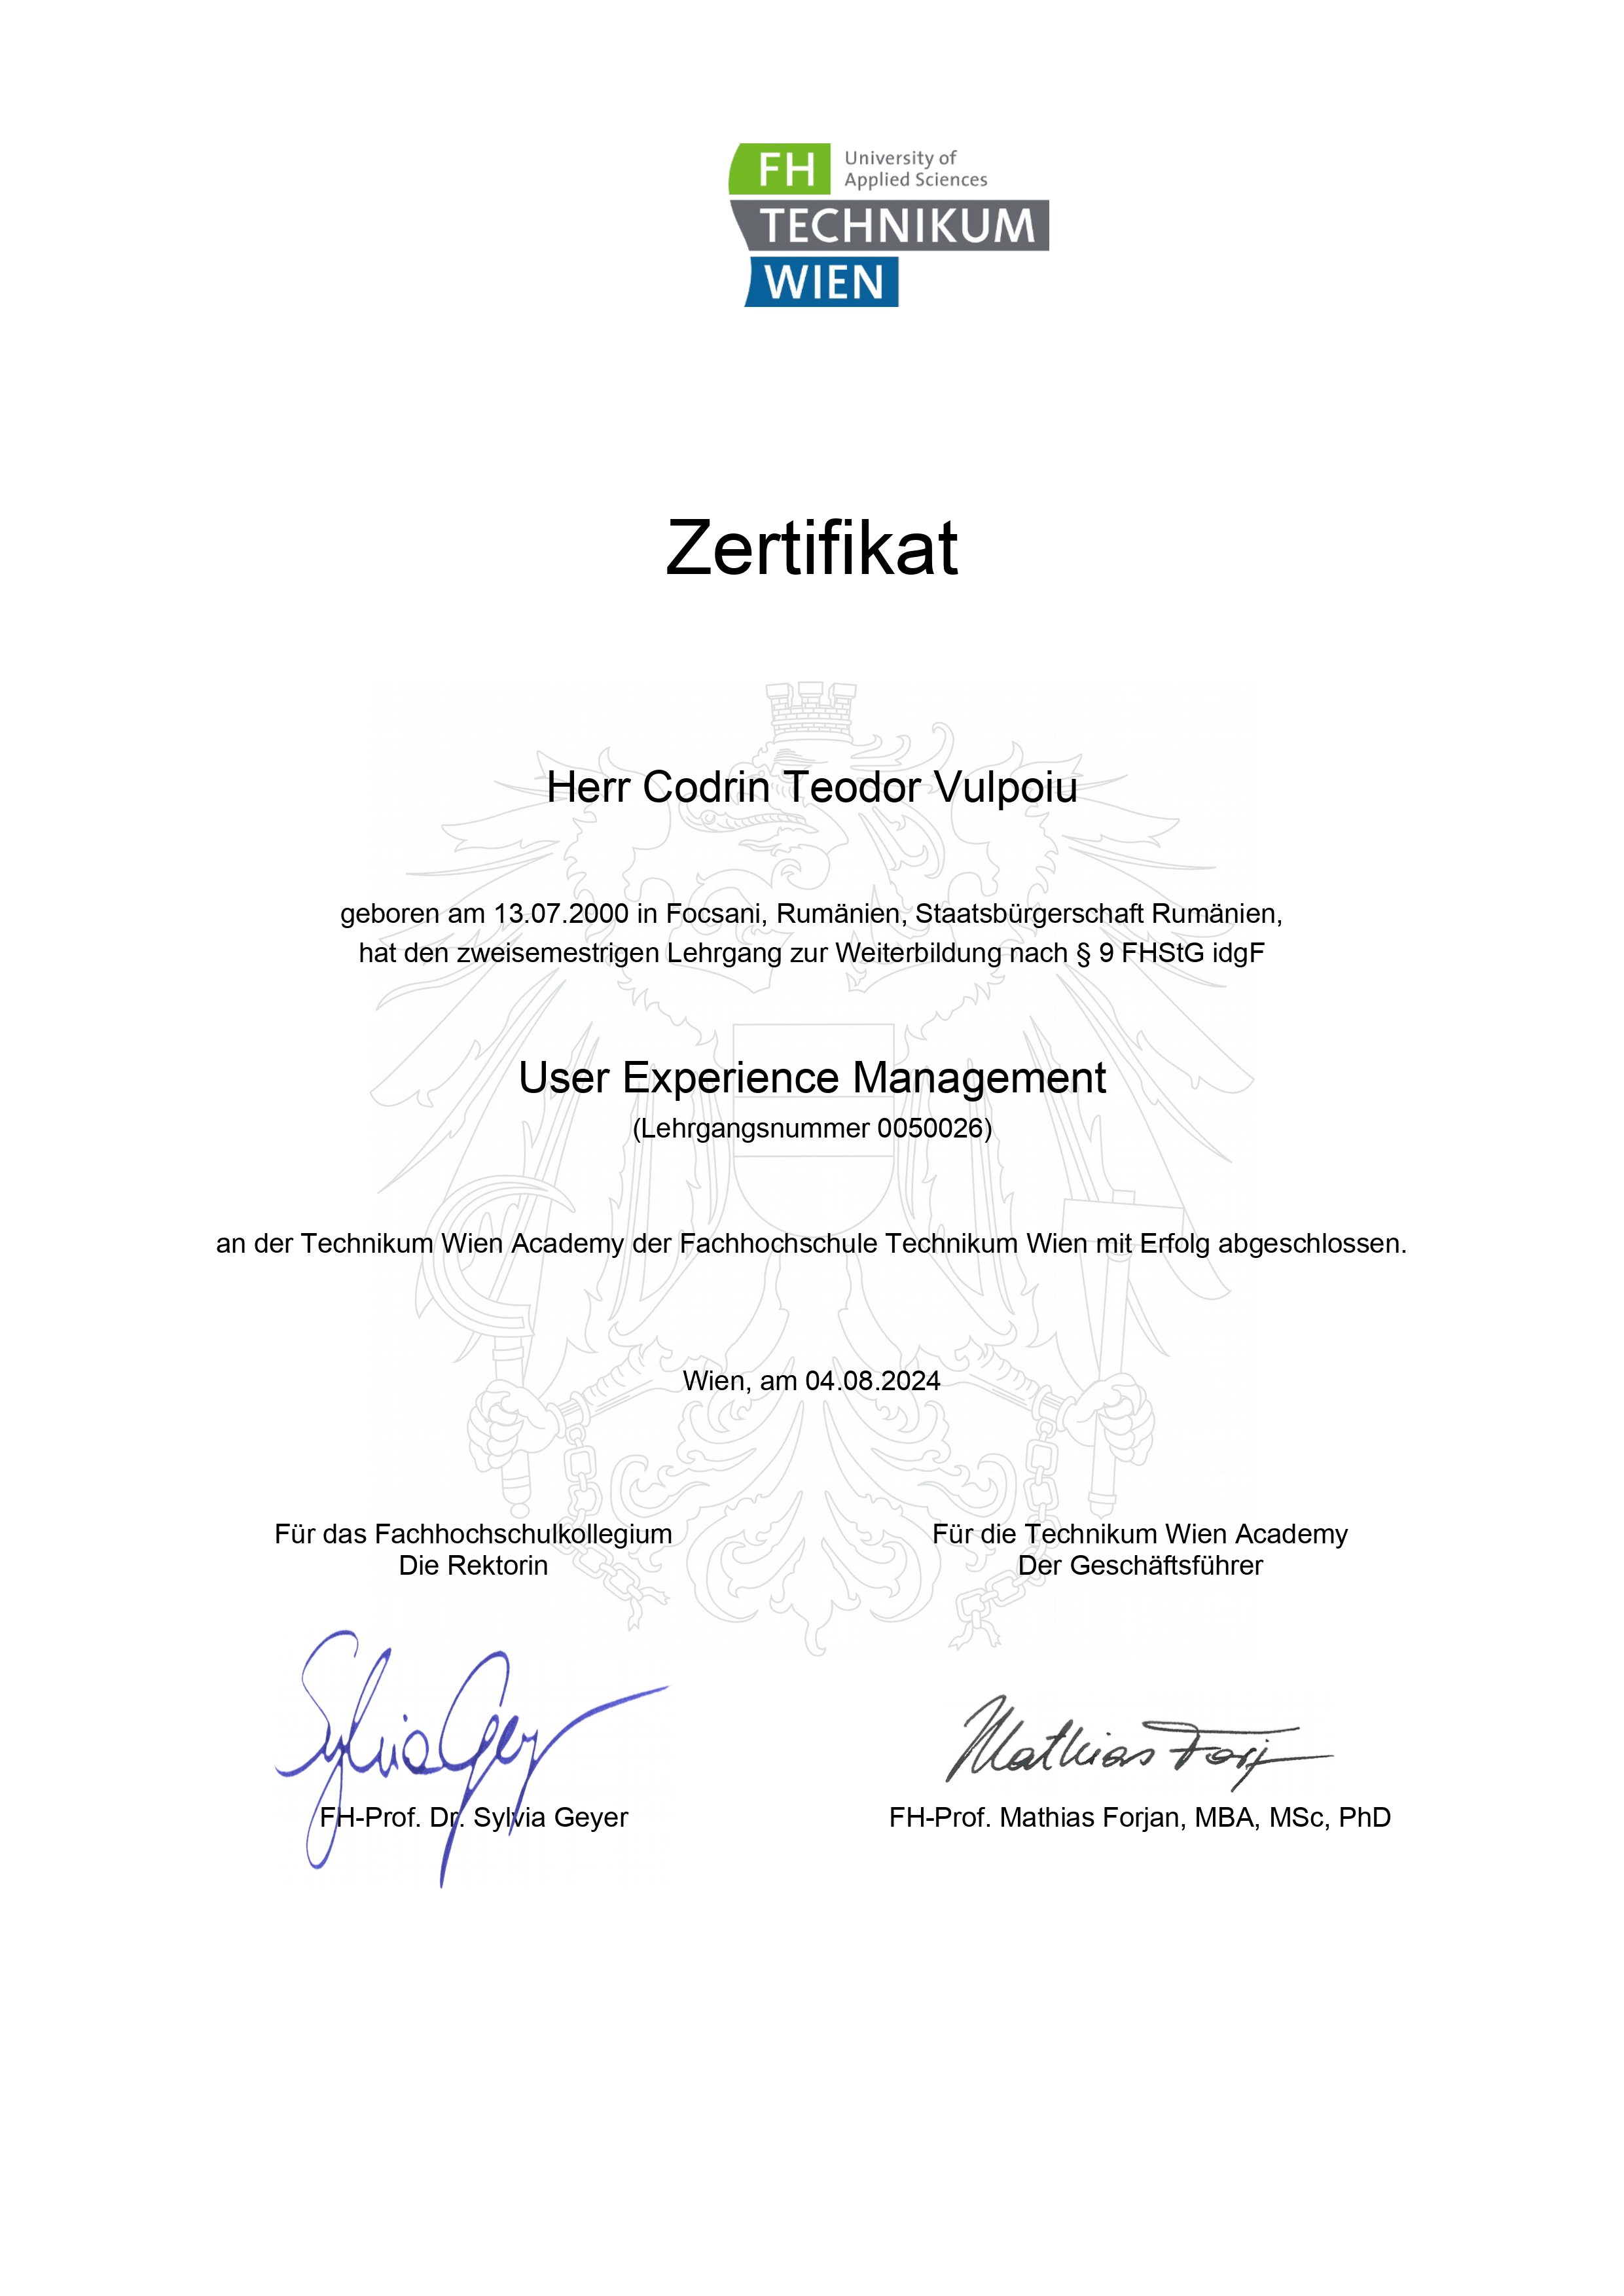 FH University of
Applied Sciences
TECHNIKUM
WIEN
Zertifikat
Herr Codrin Teodor Vulpoiu
geboren am 13.07.2000 in Focsani, Rumänien, Staatsbürgerschaft Rumänien,
hat den zweisemestrigen Lehrgang zur Weiterbildung nach § 9 FHStG idgF
User Experience Management
(Lehrgangsnummer 0050026)
an der Technikum Wien Academy der Fachhochschule Technikum Wien mit Erfolg abgeschlossen.
Wien, am 04.08.2024
Für das Fachhochschulkollegium
Die Rektorin
Sylvia Geyer
FH-Prof. Dr. Sylvia Geyer
Für die Technikum Wien Academy
Der Geschäftsführer
Mathias Forj
FH-Prof. Mathias Forjan, MBA, MSc, PhD